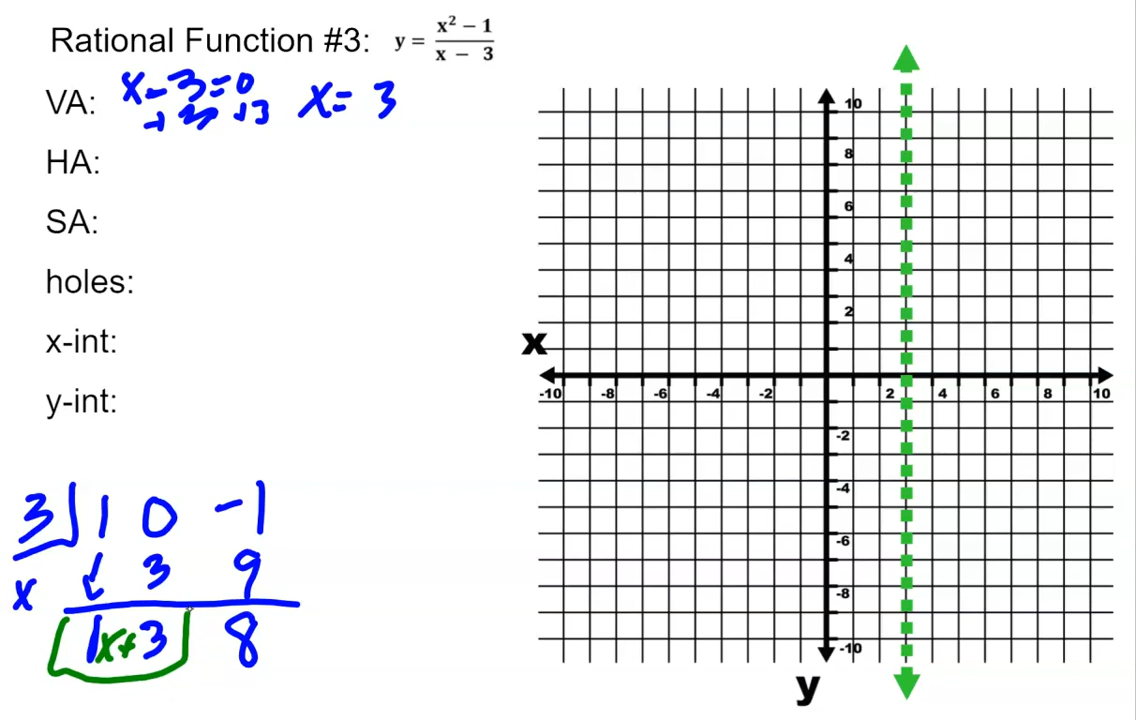 Rational Function #3: y = x² − 1 / x − 3
VA: x - 3 = 0 x = 3
+3 +3
HA:
SA:
holes:
x-int:
y-int:
3 1 0 -1
x ↓ 3 9
1x+3 8
10
8
6
4
2
x
-10 -8 -6 -4 -2 2 4 6 8 10
-2
-4
-6
-8
-10
y